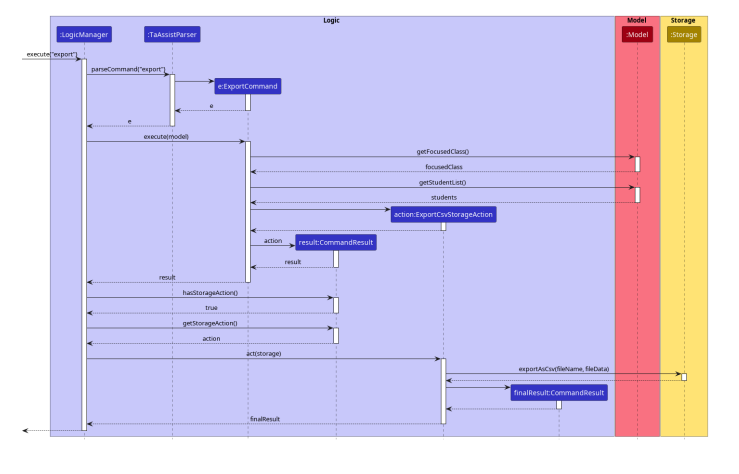 Logic
Model
Storage
:LogicManager
:TaAssistParser
:Model
:Storage
execute("export")
parseCommand("export")
e:ExportCommand
e
e
execute(model)
getFocusedClass()
focusedClass
getStudentList()
students
action:ExportCsvStorageAction
action
result:CommandResult
result
result
hasStorageAction()
true
getStorageAction()
action
act(storage)
exportAsCsv(fileName, fileData)
finalResult:CommandResult
finalResult